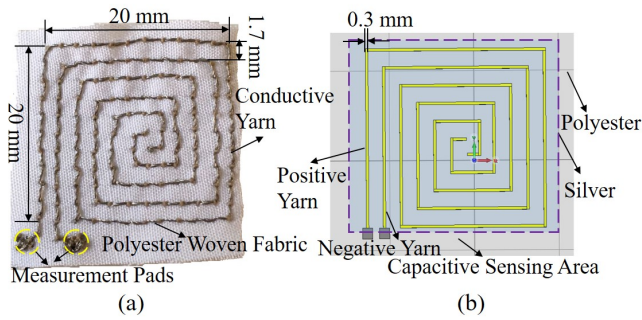 20 mm
1.7 mm
20 mm
Conductive
Yarn
Polyester Woven Fabric
Measurement Pads
(a)
0.3 mm
Polyester
Positive
Yarn
Silver
Negative Yarn
Capacitive Sensing Area
(b)